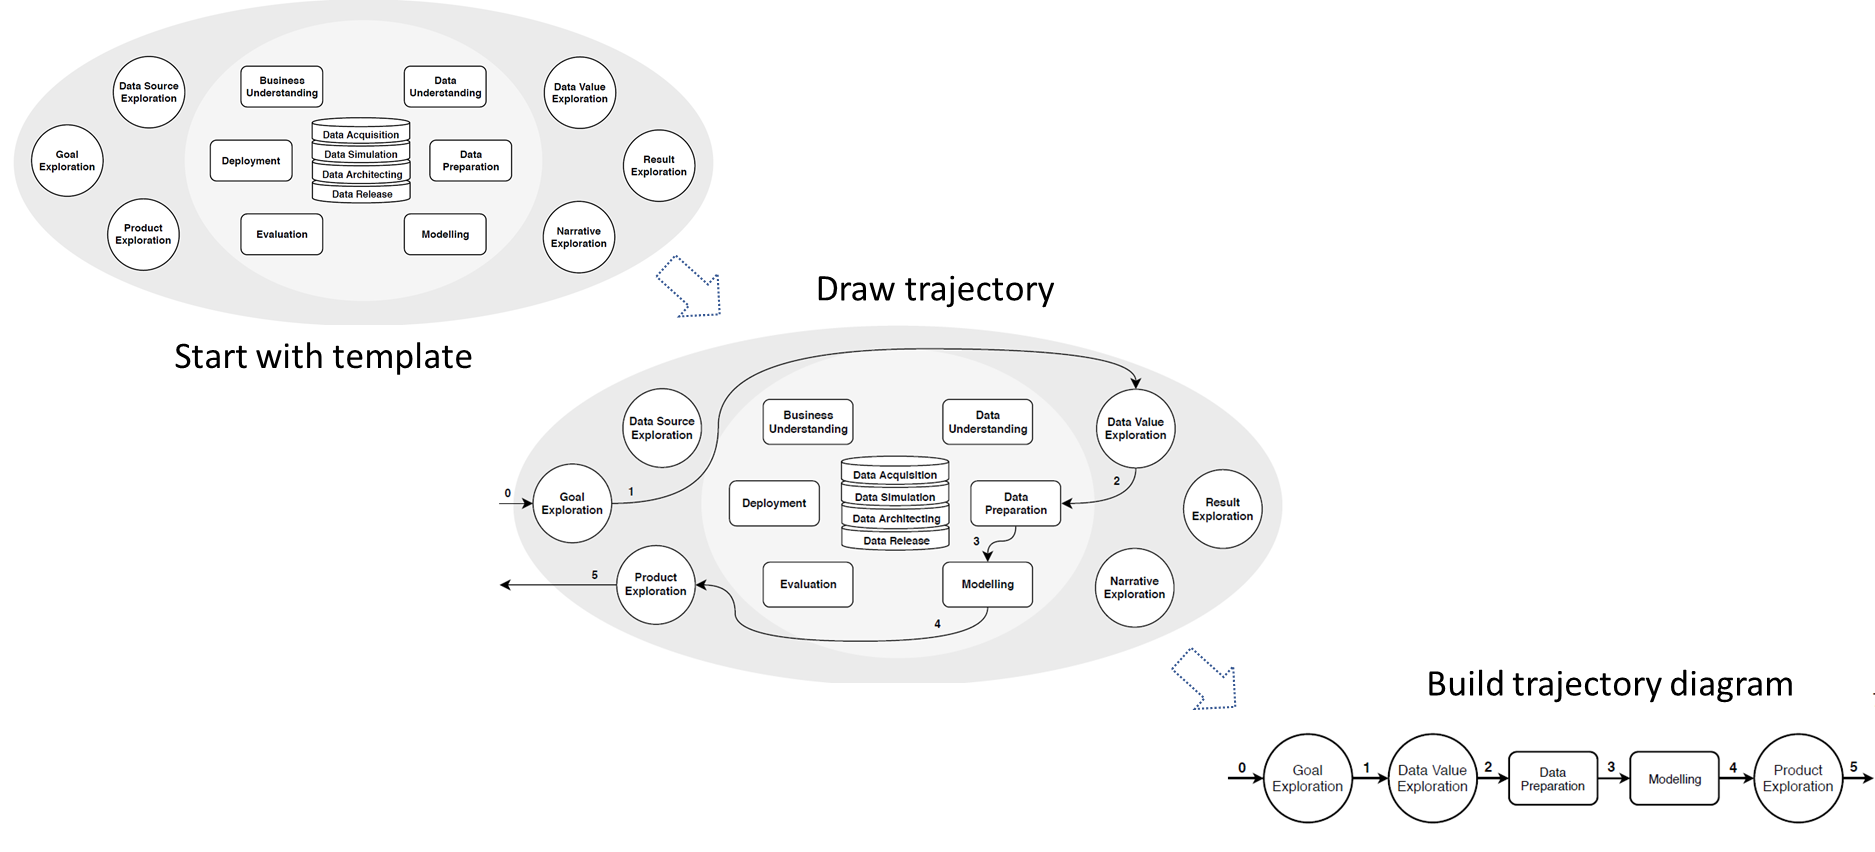 Data Source
Exploration
Business
Understanding
Data
Understanding
Data Value
Exploration
Goal
Exploration
Deployment
Data Acquisition
Data Simulation
Data Architecting
Data Release
Data
Preparation
Result
Exploration
Product
Exploration
Evaluation
Modelling
Narrative
Exploration
Start with template
Draw trajectory
Data Source
Exploration
Business
Understanding
Data
Understanding
Data Value
Exploration
0
Goal
Exploration
1
Deployment
Data Acquisition
Data Simulation
Data Architecting
Data Release
Data
Preparation
2
Result
Exploration
3
5
Product
Exploration
Evaluation
Modelling
Narrative
Exploration
4
Build trajectory diagram
0
Goal
Exploration
1
Data Value
Exploration
2
Data
Preparation
3
Modelling
4
Product
Exploration
5